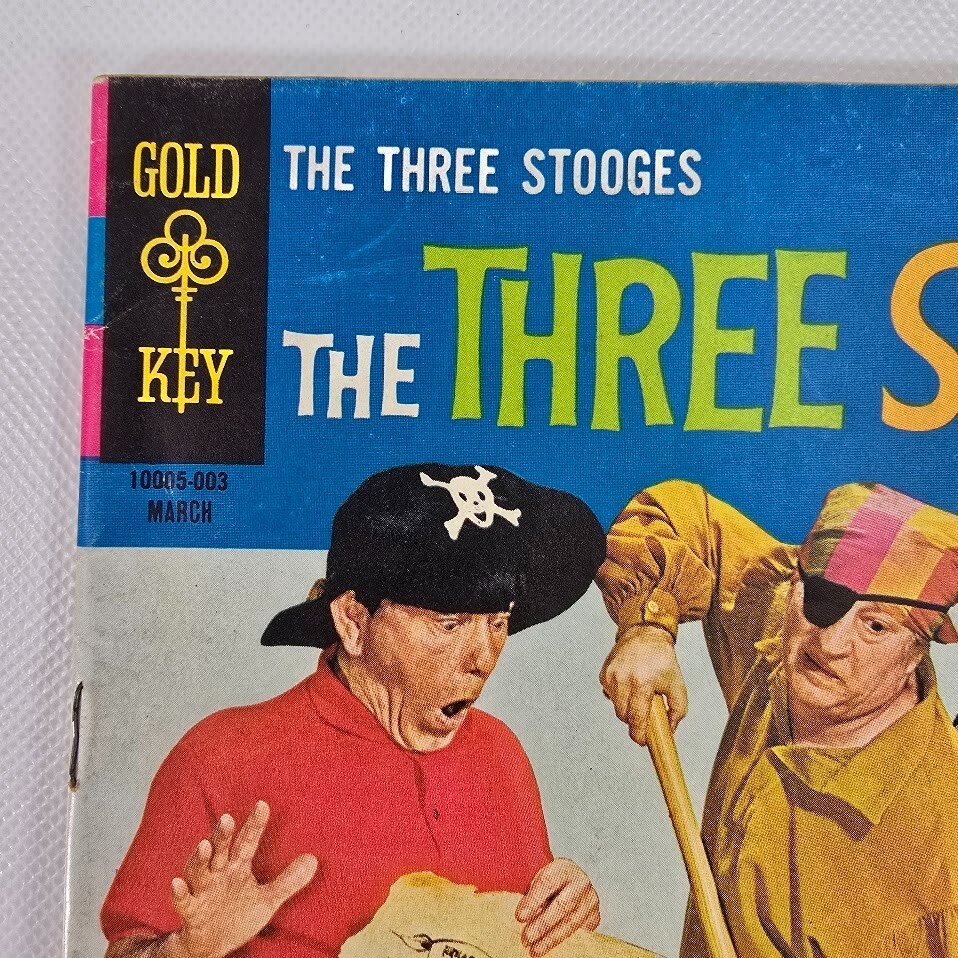 GOLD
KEY
10005-003
MARCH
THE THREE STOOGES
THE THREE S